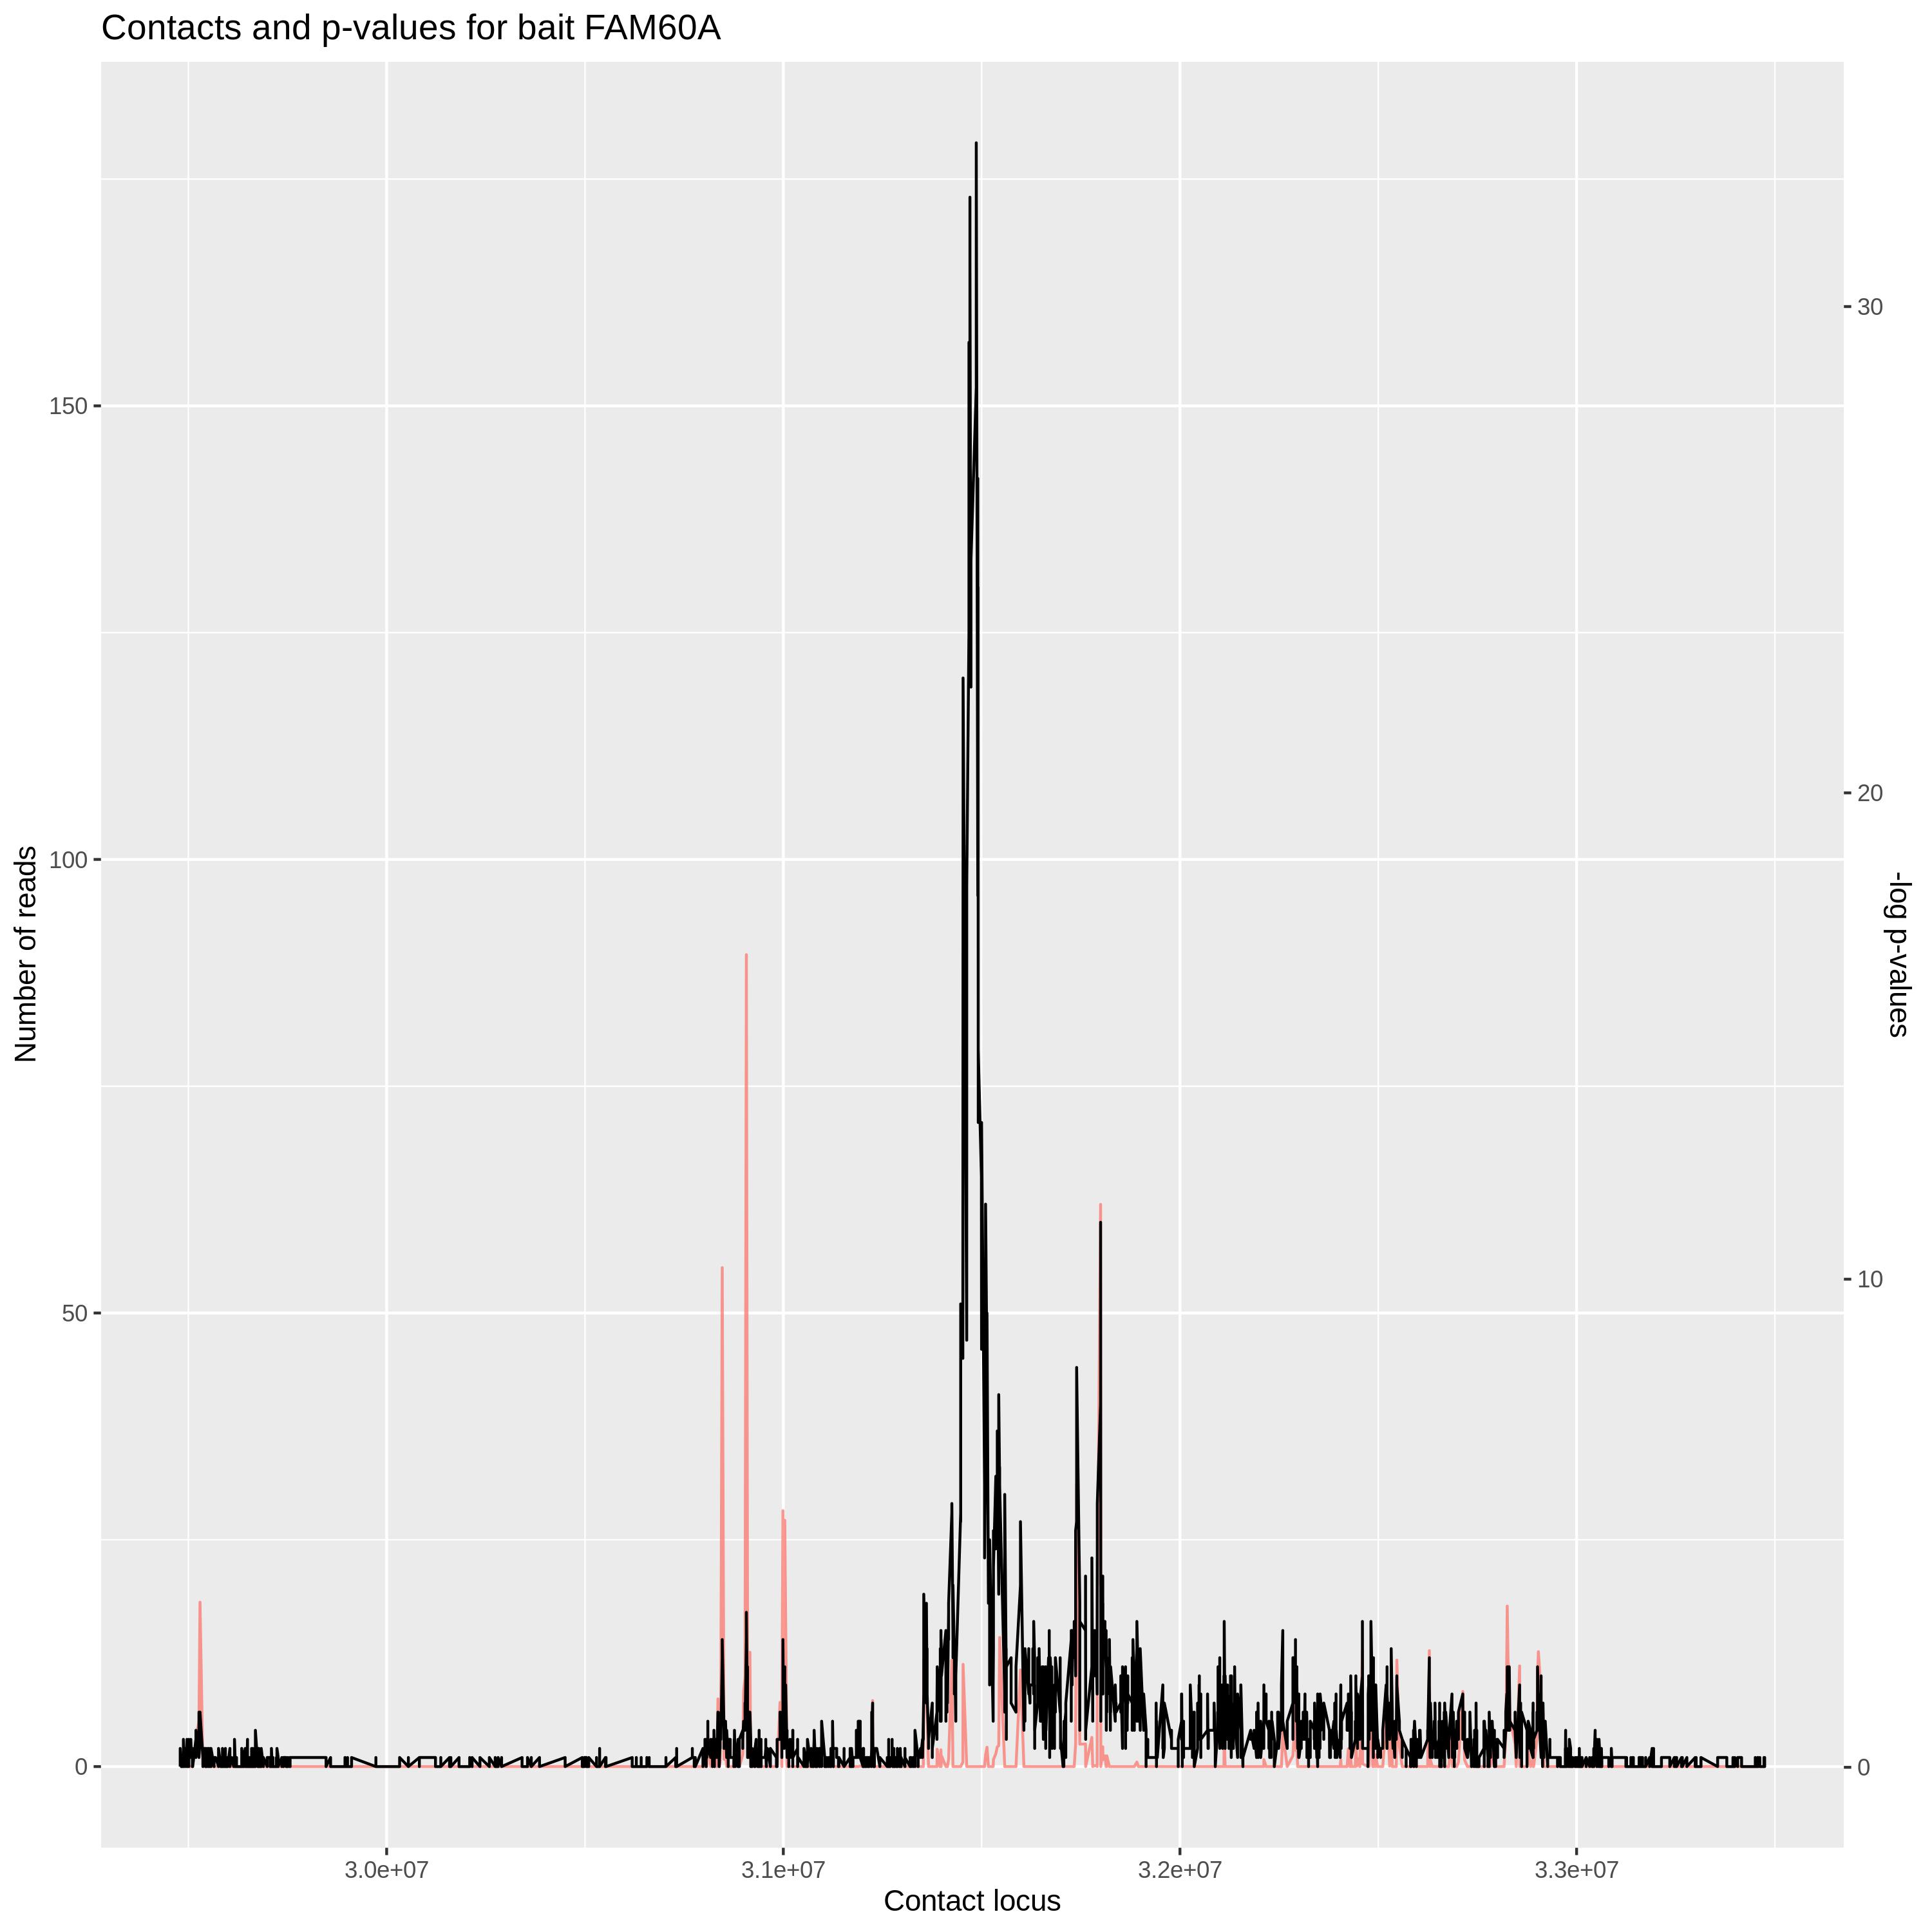 Contacts and p-values for bait FAM60A
Number of reads
150
100
50
0
30
20
10
0
-log p-values
3.0e+07
3.1e+07
3.2e+07
3.3e+07
Contact locus